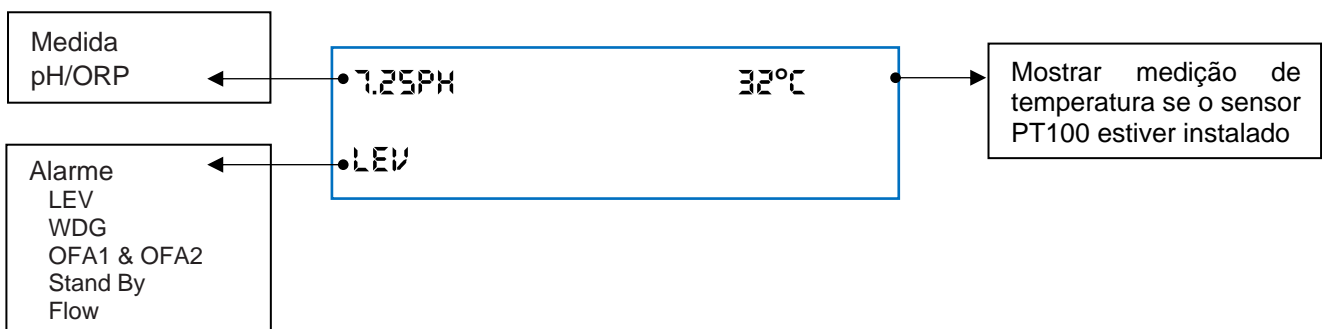 Medida
pH/ORP
7.25PH 32°C
Mostrar medição de
temperatura se o sensor
PT100 estiver instalado
LEV
Alarme
LEV
WDG
OFA1 & OFA2
Stand By
Flow